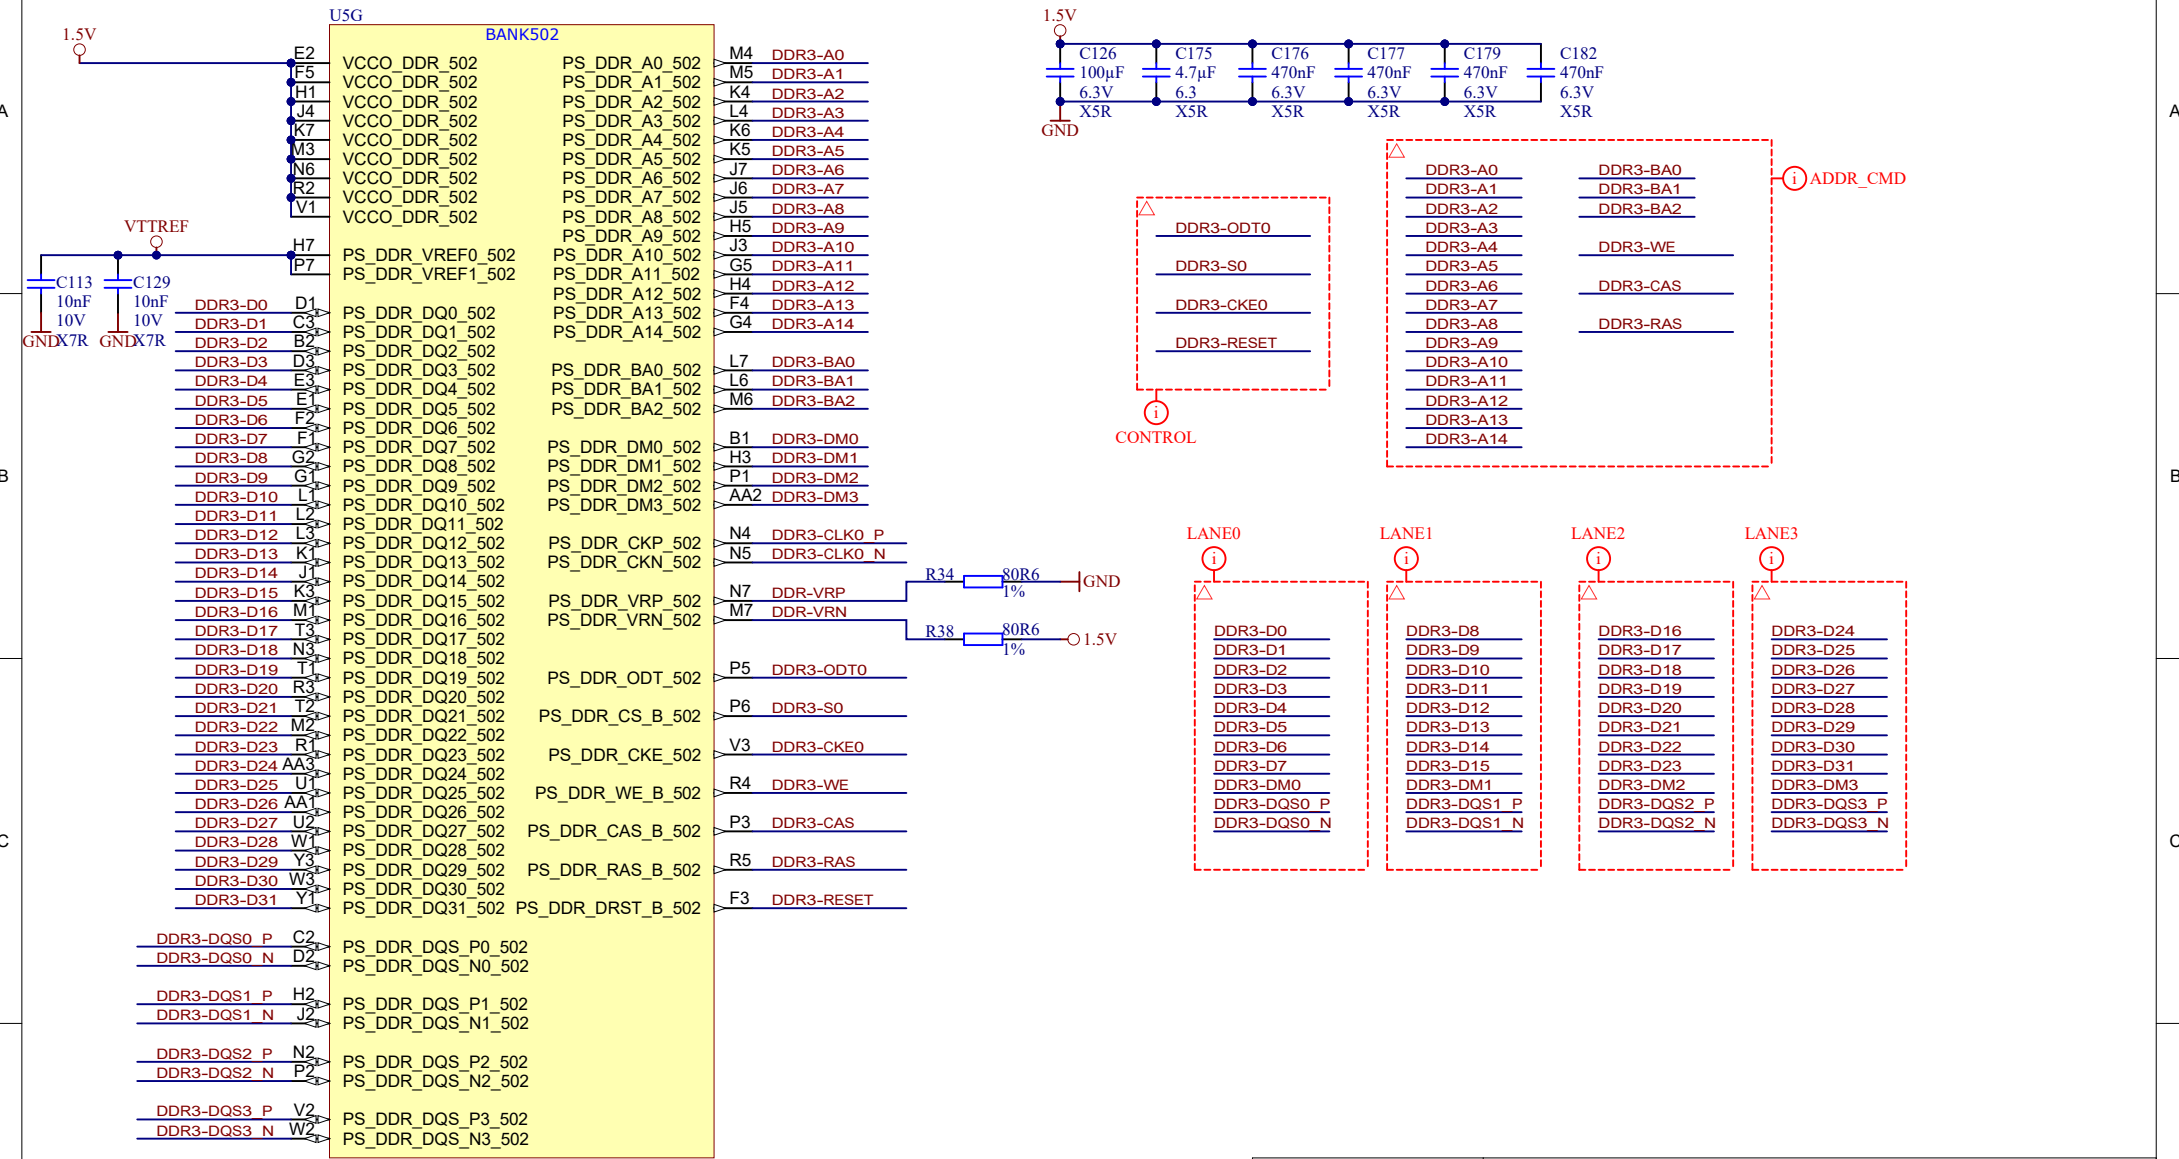 U5G
BANK502
1.5V
E2 VCCO_DDR_502
F5 VCCO_DDR_502
H1 VCCO_DDR_502
J4 VCCO_DDR_502
K7 VCCO_DDR_502
M3 VCCO_DDR_502
N6 VCCO_DDR_502
R2 VCCO_DDR_502
V1 VCCO_DDR_502
VTTREF
H7 PS_DDR_VREF0_502
P7 PS_DDR_VREF1_502
C113
10nF
10V
X7R
GND
C129
10nF
10V
X7R
GND
DDR3-D0 D1 PS_DDR_DQ0_502
DDR3-D1 C3 PS_DDR_DQ1_502
DDR3-D2 B2 PS_DDR_DQ2_502
DDR3-D3 D3 PS_DDR_DQ3_502
DDR3-D4 E3 PS_DDR_DQ4_502
DDR3-D5 E1 PS_DDR_DQ5_502
DDR3-D6 F2 PS_DDR_DQ6_502
DDR3-D7 F1 PS_DDR_DQ7_502
DDR3-D8 G2 PS_DDR_DQ8_502
DDR3-D9 G1 PS_DDR_DQ9_502
DDR3-D10 L1 PS_DDR_DQ10_502
DDR3-D11 L2 PS_DDR_DQ11_502
DDR3-D12 L3 PS_DDR_DQ12_502
DDR3-D13 K1 PS_DDR_DQ13_502
DDR3-D14 J1 PS_DDR_DQ14_502
DDR3-D15 K3 PS_DDR_DQ15_502
DDR3-D16 M1 PS_DDR_DQ16_502
DDR3-D17 T3 PS_DDR_DQ17_502
DDR3-D18 N3 PS_DDR_DQ18_502
DDR3-D19 T1 PS_DDR_DQ19_502
DDR3-D20 R3 PS_DDR_DQ20_502
DDR3-D21 T2 PS_DDR_DQ21_502
DDR3-D22 M2 PS_DDR_DQ22_502
DDR3-D23 R1 PS_DDR_DQ23_502
DDR3-D24 AA3 PS_DDR_DQ24_502
DDR3-D25 U1 PS_DDR_DQ25_502
DDR3-D26 AA1 PS_DDR_DQ26_502
DDR3-D27 U2 PS_DDR_DQ27_502
DDR3-D28 W1 PS_DDR_DQ28_502
DDR3-D29 Y3 PS_DDR_DQ29_502
DDR3-D30 W3 PS_DDR_DQ30_502
DDR3-D31 Y1 PS_DDR_DQ31_502
DDR3-DQS0_P C2 PS_DDR_DQS_P0_502
DDR3-DQS0_N D2 PS_DDR_DQS_N0_502
DDR3-DQS1_P H2 PS_DDR_DQS_P1_502
DDR3-DQS1_N J2 PS_DDR_DQS_N1_502
DDR3-DQS2_P N2 PS_DDR_DQS_P2_502
DDR3-DQS2_N P2 PS_DDR_DQS_N2_502
DDR3-DQS3_P V2 PS_DDR_DQS_P3_502
DDR3-DQS3_N W2 PS_DDR_DQS_N3_502
PS_DDR_A0_502 M4 DDR3-A0
PS_DDR_A1_502 M5 DDR3-A1
PS_DDR_A2_502 K4 DDR3-A2
PS_DDR_A3_502 L4 DDR3-A3
PS_DDR_A4_502 K6 DDR3-A4
PS_DDR_A5_502 K5 DDR3-A5
PS_DDR_A6_502 J7 DDR3-A6
PS_DDR_A7_502 J6 DDR3-A7
PS_DDR_A8_502 J5 DDR3-A8
PS_DDR_A9_502 H5 DDR3-A9
PS_DDR_A10_502 J3 DDR3-A10
PS_DDR_A11_502 G5 DDR3-A11
PS_DDR_A12_502 H4 DDR3-A12
PS_DDR_A13_502 F4 DDR3-A13
PS_DDR_A14_502 G4 DDR3-A14
PS_DDR_BA0_502 L7 DDR3-BA0
PS_DDR_BA1_502 L6 DDR3-BA1
PS_DDR_BA2_502 M6 DDR3-BA2
PS_DDR_DM0_502 B1 DDR3-DM0
PS_DDR_DM1_502 H3 DDR3-DM1
PS_DDR_DM2_502 P1 DDR3-DM2
PS_DDR_DM3_502 AA2 DDR3-DM3
PS_DDR_CKP_502 N4 DDR3-CLK0_P
PS_DDR_CKN_502 N5 DDR3-CLK0_N
PS_DDR_VRP_502 N7 DDR-VRP
PS_DDR_VRN_502 M7 DDR-VRN
R34 80R6 GND
1%
R38 80R6 1.5V
1%
PS_DDR_ODT_502 P5 DDR3-ODT0
PS_DDR_CS_B_502 P6 DDR3-S0
PS_DDR_CKE_502 V3 DDR3-CKE0
PS_DDR_WE_B_502 R4 DDR3-WE
PS_DDR_CAS_B_502 P3 DDR3-CAS
PS_DDR_RAS_B_502 R5 DDR3-RAS
PS_DDR_DRST_B_502 F3 DDR3-RESET
1.5V
C126
100µF
6.3V
X5R
GND
C175
4.7µF
6.3
X5R
C176
470nF
6.3V
X5R
C177
470nF
6.3V
X5R
C179
470nF
6.3V
X5R
C182
470nF
6.3V
X5R
DDR3-ODT0
DDR3-S0
DDR3-CKE0
DDR3-RESET
i
CONTROL
DDR3-A0
DDR3-A1
DDR3-A2
DDR3-A3
DDR3-A4
DDR3-A5
DDR3-A6
DDR3-A7
DDR3-A8
DDR3-A9
DDR3-A10
DDR3-A11
DDR3-A12
DDR3-A13
DDR3-A14
DDR3-BA0
DDR3-BA1
DDR3-BA2
DDR3-WE
DDR3-CAS
DDR3-RAS
i ADDR_CMD
LANE0
i
DDR3-D0
DDR3-D1
DDR3-D2
DDR3-D3
DDR3-D4
DDR3-D5
DDR3-D6
DDR3-D7
DDR3-DM0
DDR3-DQS0_P
DDR3-DQS0_N
LANE1
i
DDR3-D8
DDR3-D9
DDR3-D10
DDR3-D11
DDR3-D12
DDR3-D13
DDR3-D14
DDR3-D15
DDR3-DM1
DDR3-DQS1_P
DDR3-DQS1_N
LANE2
i
DDR3-D16
DDR3-D17
DDR3-D18
DDR3-D19
DDR3-D20
DDR3-D21
DDR3-D22
DDR3-D23
DDR3-DM2
DDR3-DQS2_P
DDR3-DQS2_N
LANE3
i
DDR3-D24
DDR3-D25
DDR3-D26
DDR3-D27
DDR3-D28
DDR3-D29
DDR3-D30
DDR3-D31
DDR3-DM3
DDR3-DQS3_P
DDR3-DQS3_N
A
B
C
A
B
C